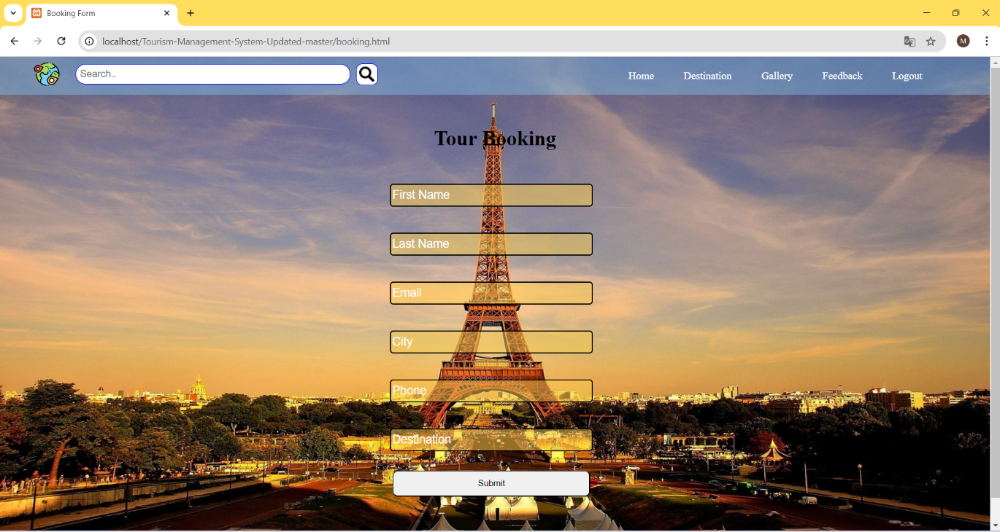 Booking Form
localhost/Tourism-Management-System-Updated-master/booking.html
M
Search..
Home Destination Gallery Feedback Logout
Tour Booking
First Name
Last Name
Email
City
Phone
Destination
Submit